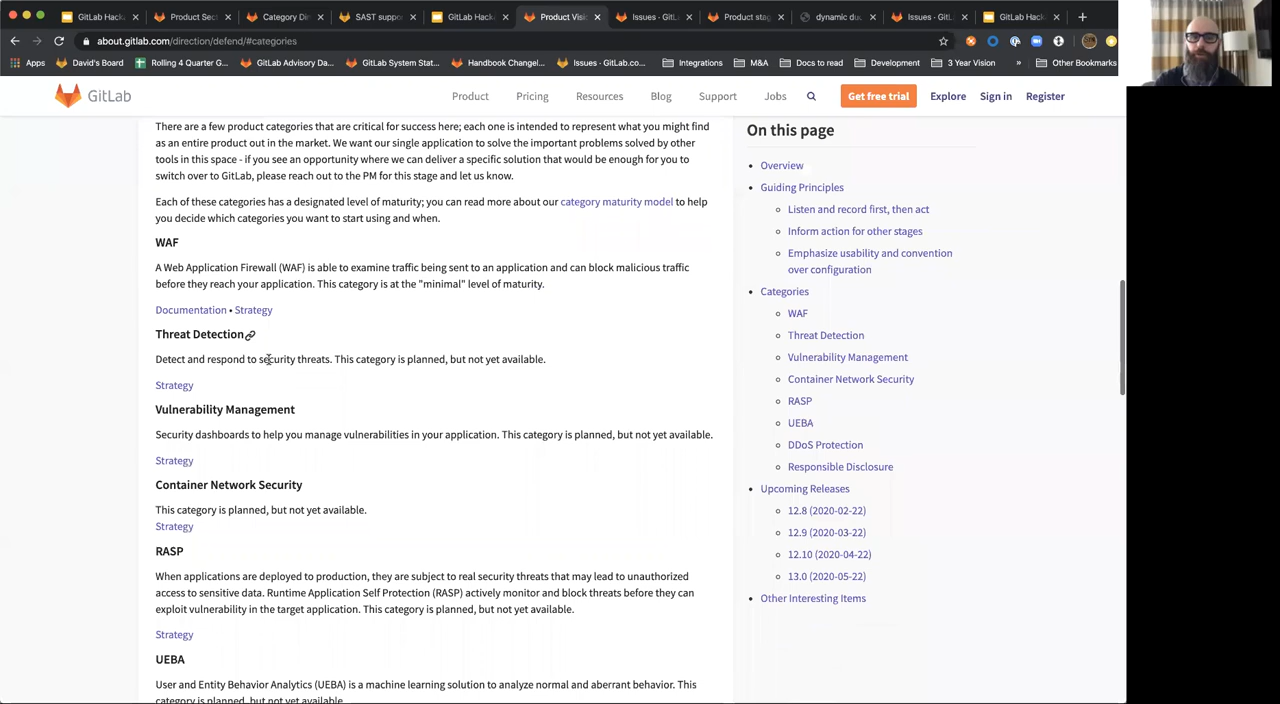 GitLab Hack
Product Sec
Category Di
SAST suppo
GitLab Hack
Product Visi
Issues · GitL
Product stag
dynamic du
Issues · GitL
GitLab Hack
about.gitlab.com/direction/defend/#categories
Apps
David's Board
Rolling 4 Quarter G...
GitLab Advisory Da...
GitLab System Stat...
Handbook Changel...
Issues · GitLab.co...
Integrations
M&A
Docs to read
Development
3 Year Vision
»
Other Bookmarks
GitLab
Product
Pricing
Resources
Blog
Support
Jobs
Get free trial
Explore
Sign in
Register
There are a few product categories that are critical for success here; each one is intended to represent what you might find
as an entire product out in the market. We want our single application to solve the important problems solved by other
tools in this space - if you see an opportunity where we can deliver a specific solution that would be enough for you to
switch over to GitLab, please reach out to the PM for this stage and let us know.
Each of these categories has a designated level of maturity; you can read more about our category maturity model to help
you decide which categories you want to start using and when.
WAF
A Web Application Firewall (WAF) is able to examine traffic being sent to an application and can block malicious traffic
before they reach your application. This category is at the "minimal" level of maturity.
Documentation • Strategy
Threat Detection
Detect and respond to security threats. This category is planned, but not yet available.
Strategy
Vulnerability Management
Security dashboards to help you manage vulnerabilities in your application. This category is planned, but not yet available.
Strategy
Container Network Security
This category is planned, but not yet available.
Strategy
RASP
When applications are deployed to production, they are subject to real security threats that may lead to unauthorized
access to sensitive data. Runtime Application Self Protection (RASP) actively monitor and block threats before they can
exploit vulnerability in the target application. This category is planned, but not yet available.
Strategy
UEBA
User and Entity Behavior Analytics (UEBA) is a machine learning solution to analyze normal and aberrant behavior. This
category is planned, but not yet available.
On this page
Overview
Guiding Principles
Listen and record first, then act
Inform action for other stages
Emphasize usability and convention
over configuration
Categories
WAF
Threat Detection
Vulnerability Management
Container Network Security
RASP
UEBA
DDoS Protection
Responsible Disclosure
Upcoming Releases
12.8 (2020-02-22)
12.9 (2020-03-22)
12.10 (2020-04-22)
13.0 (2020-05-22)
Other Interesting Items